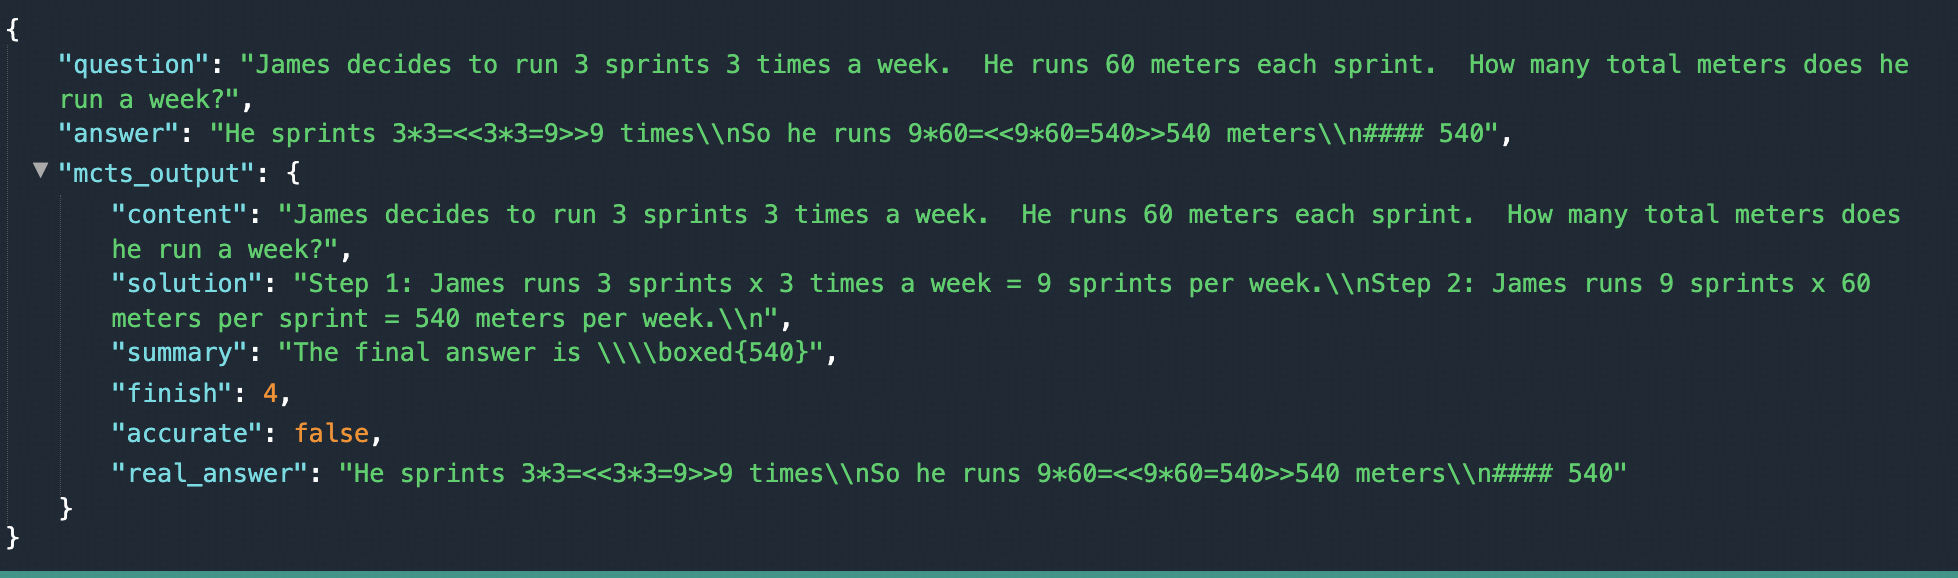 {
"question": "James decides to run 3 sprints 3 times a week.  He runs 60 meters each sprint.  How many total meters does he
run a week?",
"answer": "He sprints 3*3=<<3*3=9>>9 times\\nSo he runs 9*60=<<9*60=540>>540 meters\\n#### 540",
▼ "mcts_output": {
"content": "James decides to run 3 sprints 3 times a week.  He runs 60 meters each sprint.  How many total meters does
he run a week?",
"solution": "Step 1: James runs 3 sprints x 3 times a week = 9 sprints per week.\\nStep 2: James runs 9 sprints x 60
meters per sprint = 540 meters per week.\\n",
"summary": "The final answer is \\\\boxed{540}",
"finish": 4,
"accurate": false,
"real_answer": "He sprints 3*3=<<3*3=9>>9 times\\nSo he runs 9*60=<<9*60=540>>540 meters\\n#### 540"
}
}